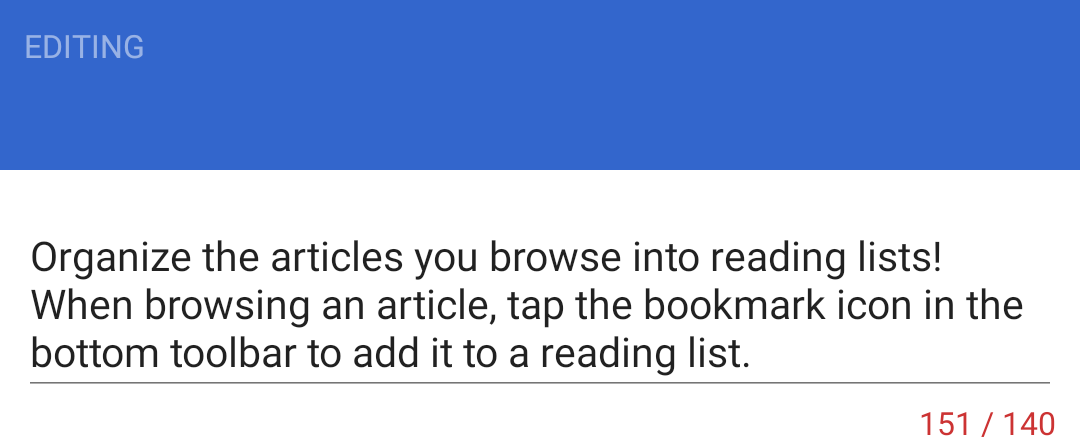 EDITING
Organize the articles you browse into reading lists!
When browsing an article, tap the bookmark icon in the
bottom toolbar to add it to a reading list.
151 / 140